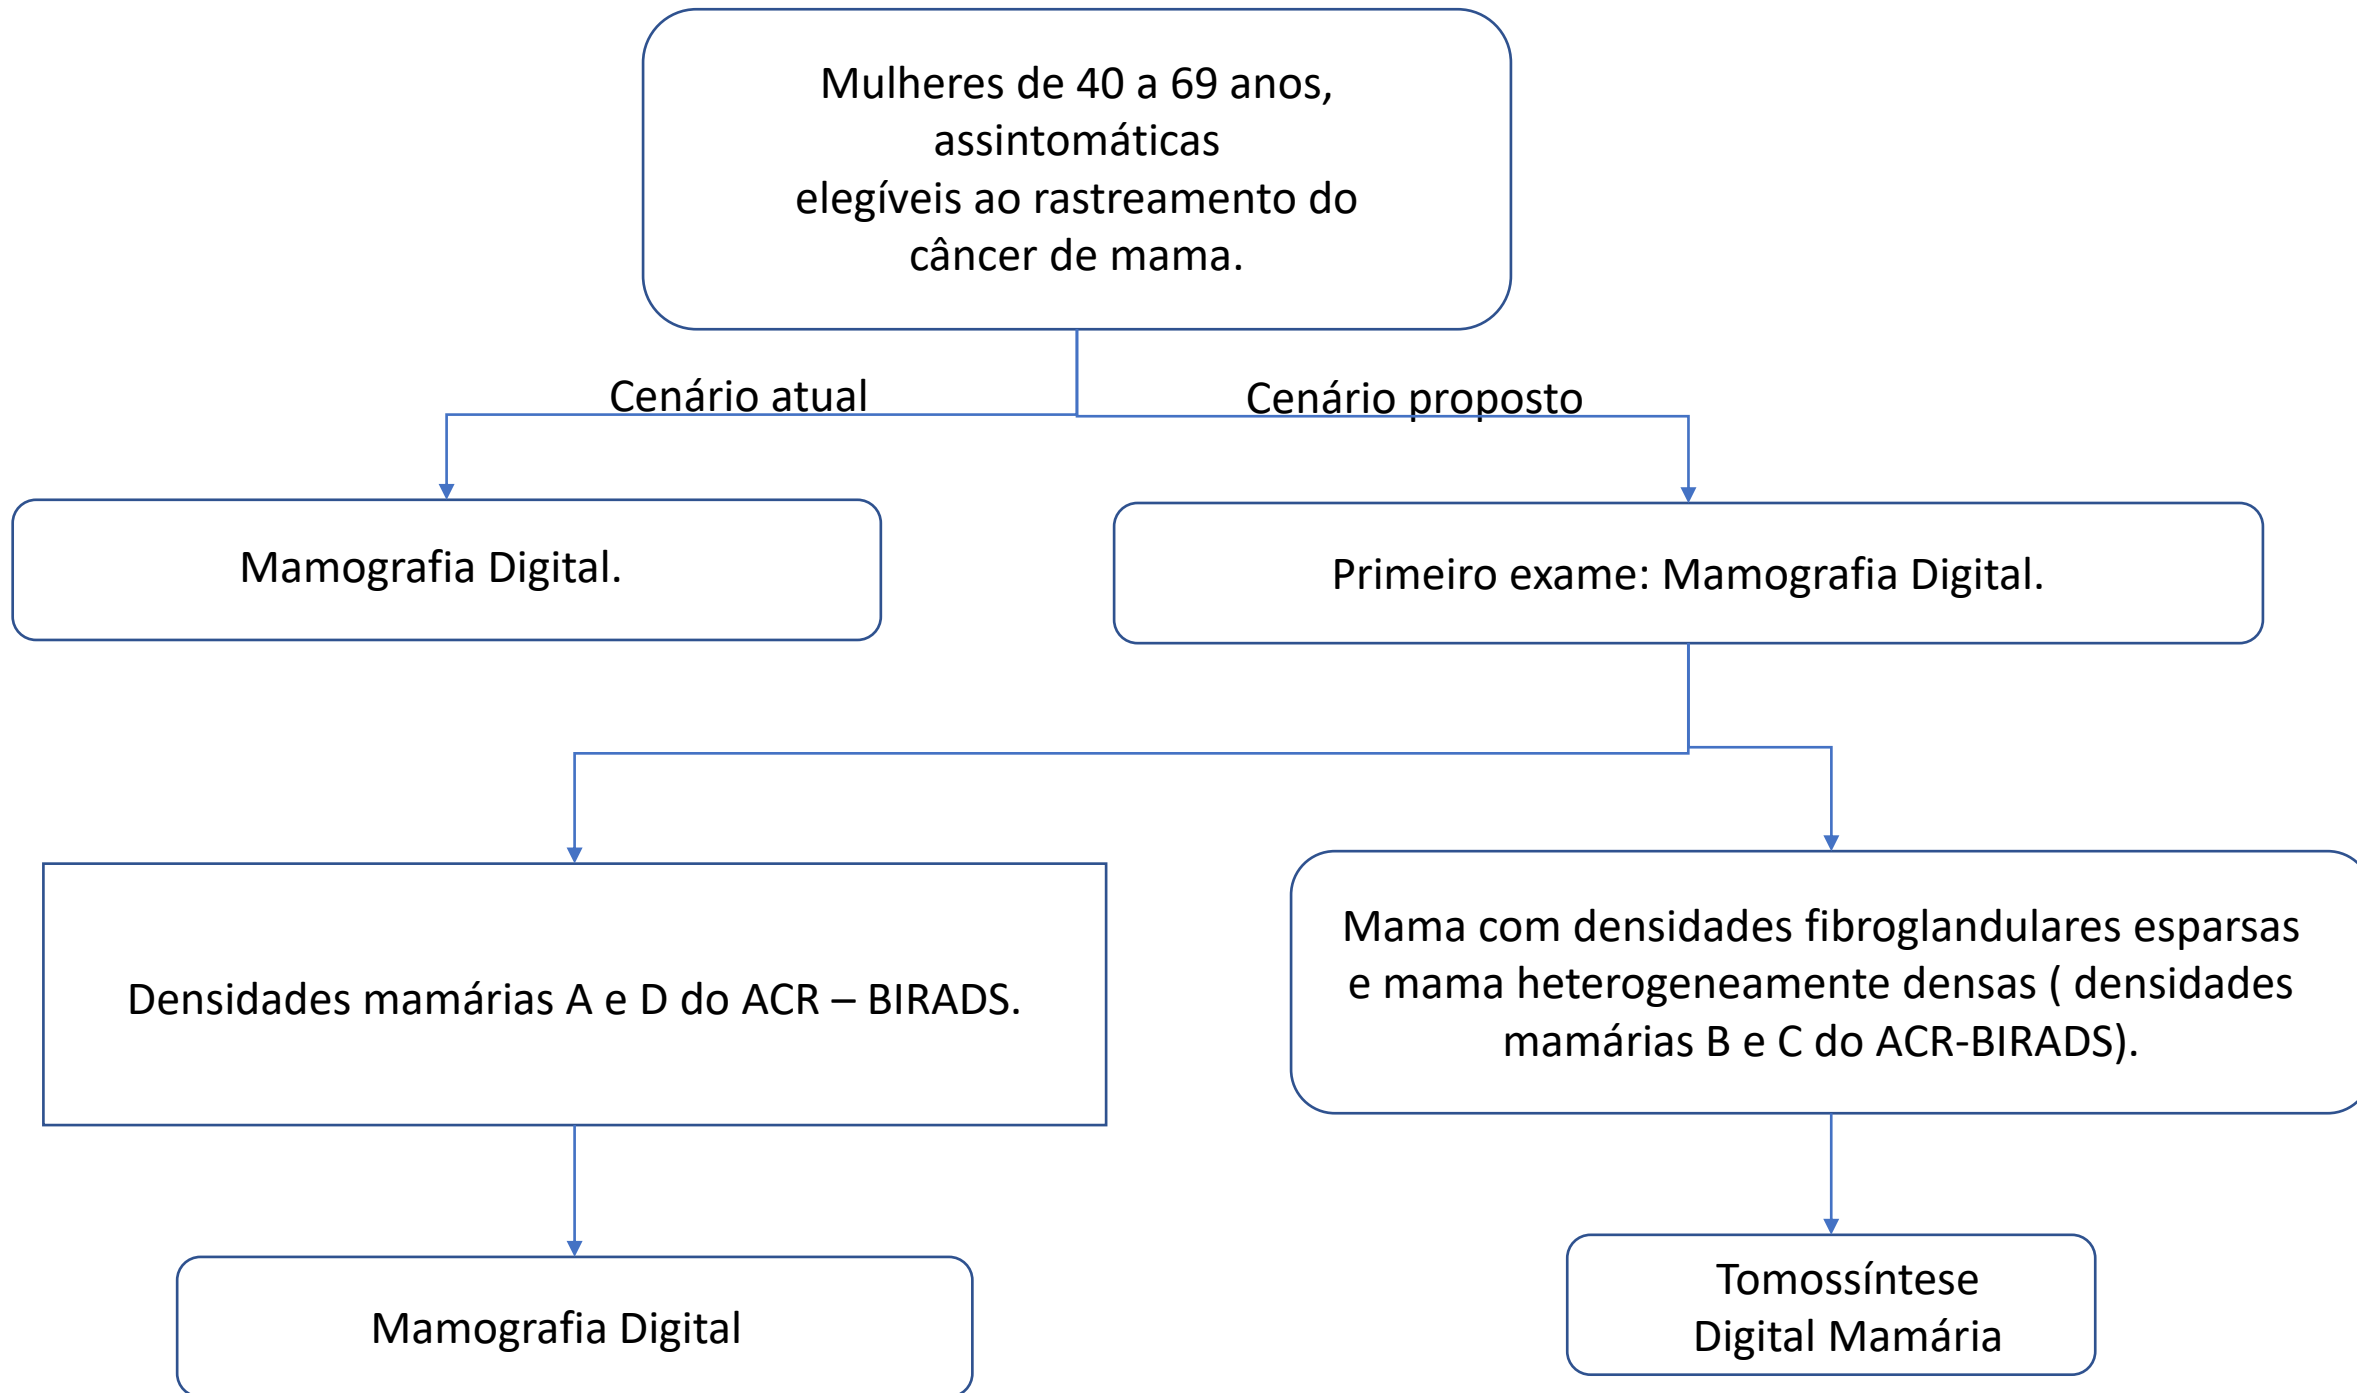 Mulheres de 40 a 69 anos,
assintomáticas
elegíveis ao rastreamento do
câncer de mama.
Cenário atual
Cenário proposto
Mamografia Digital.
Primeiro exame: Mamografia Digital.
Densidades mamárias A e D do ACR – BIRADS.
Mama com densidades fibroglandulares esparsas
e mama heterogeneamente densas ( densidades
mamárias B e C do ACR-BIRADS).
Mamografia Digital
Tomossíntese
Digital Mamária